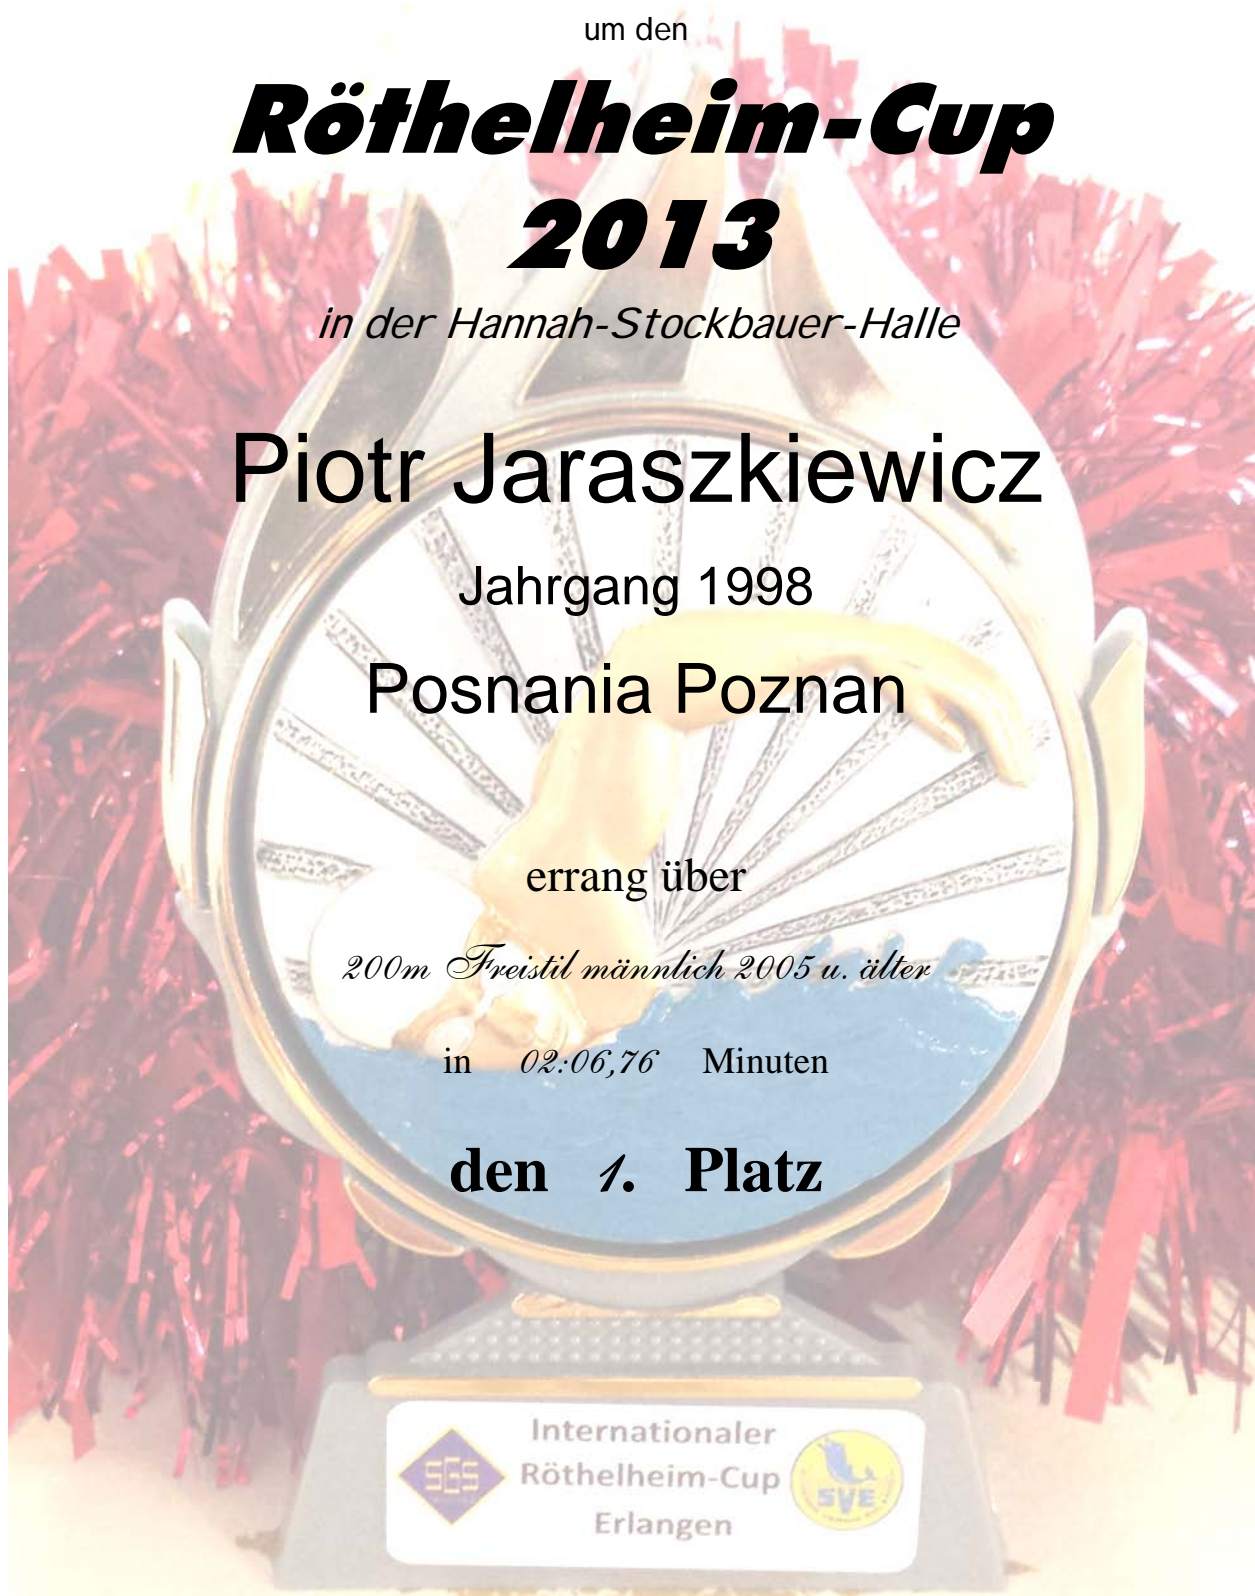 um den
Röthelheim-Cup
2013
in der Hannah-Stockbauer-Halle
Piotr Jaraszkiewicz
Jahrgang 1998
Posnania Poznan
errang über
200m Freistil männlich 2005 u. älter
in 02:06,76 Minuten
den 1. Platz
Internationaler
SGS Röthelheim-Cup SVE
Erlangen